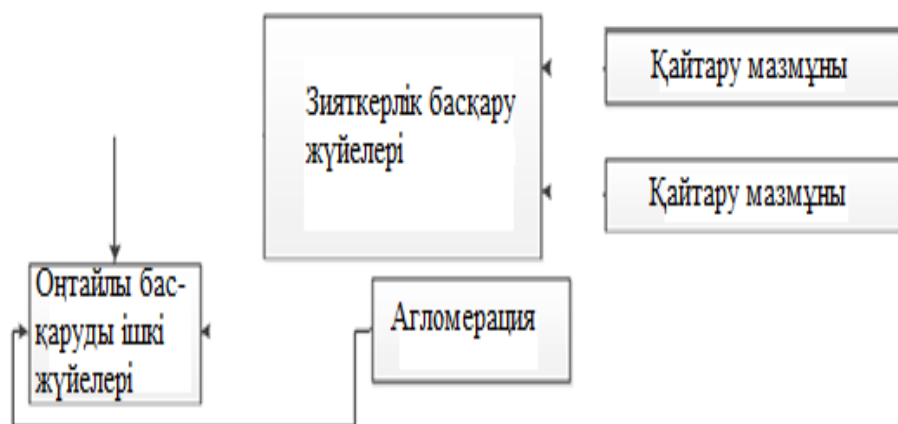 Зияткерлік басқару
жүйелері
Қайтару мазмұны
Қайтару мазмұны
Оңтайлы бас-
қаруды ішкі
жүйелері
Агломерация